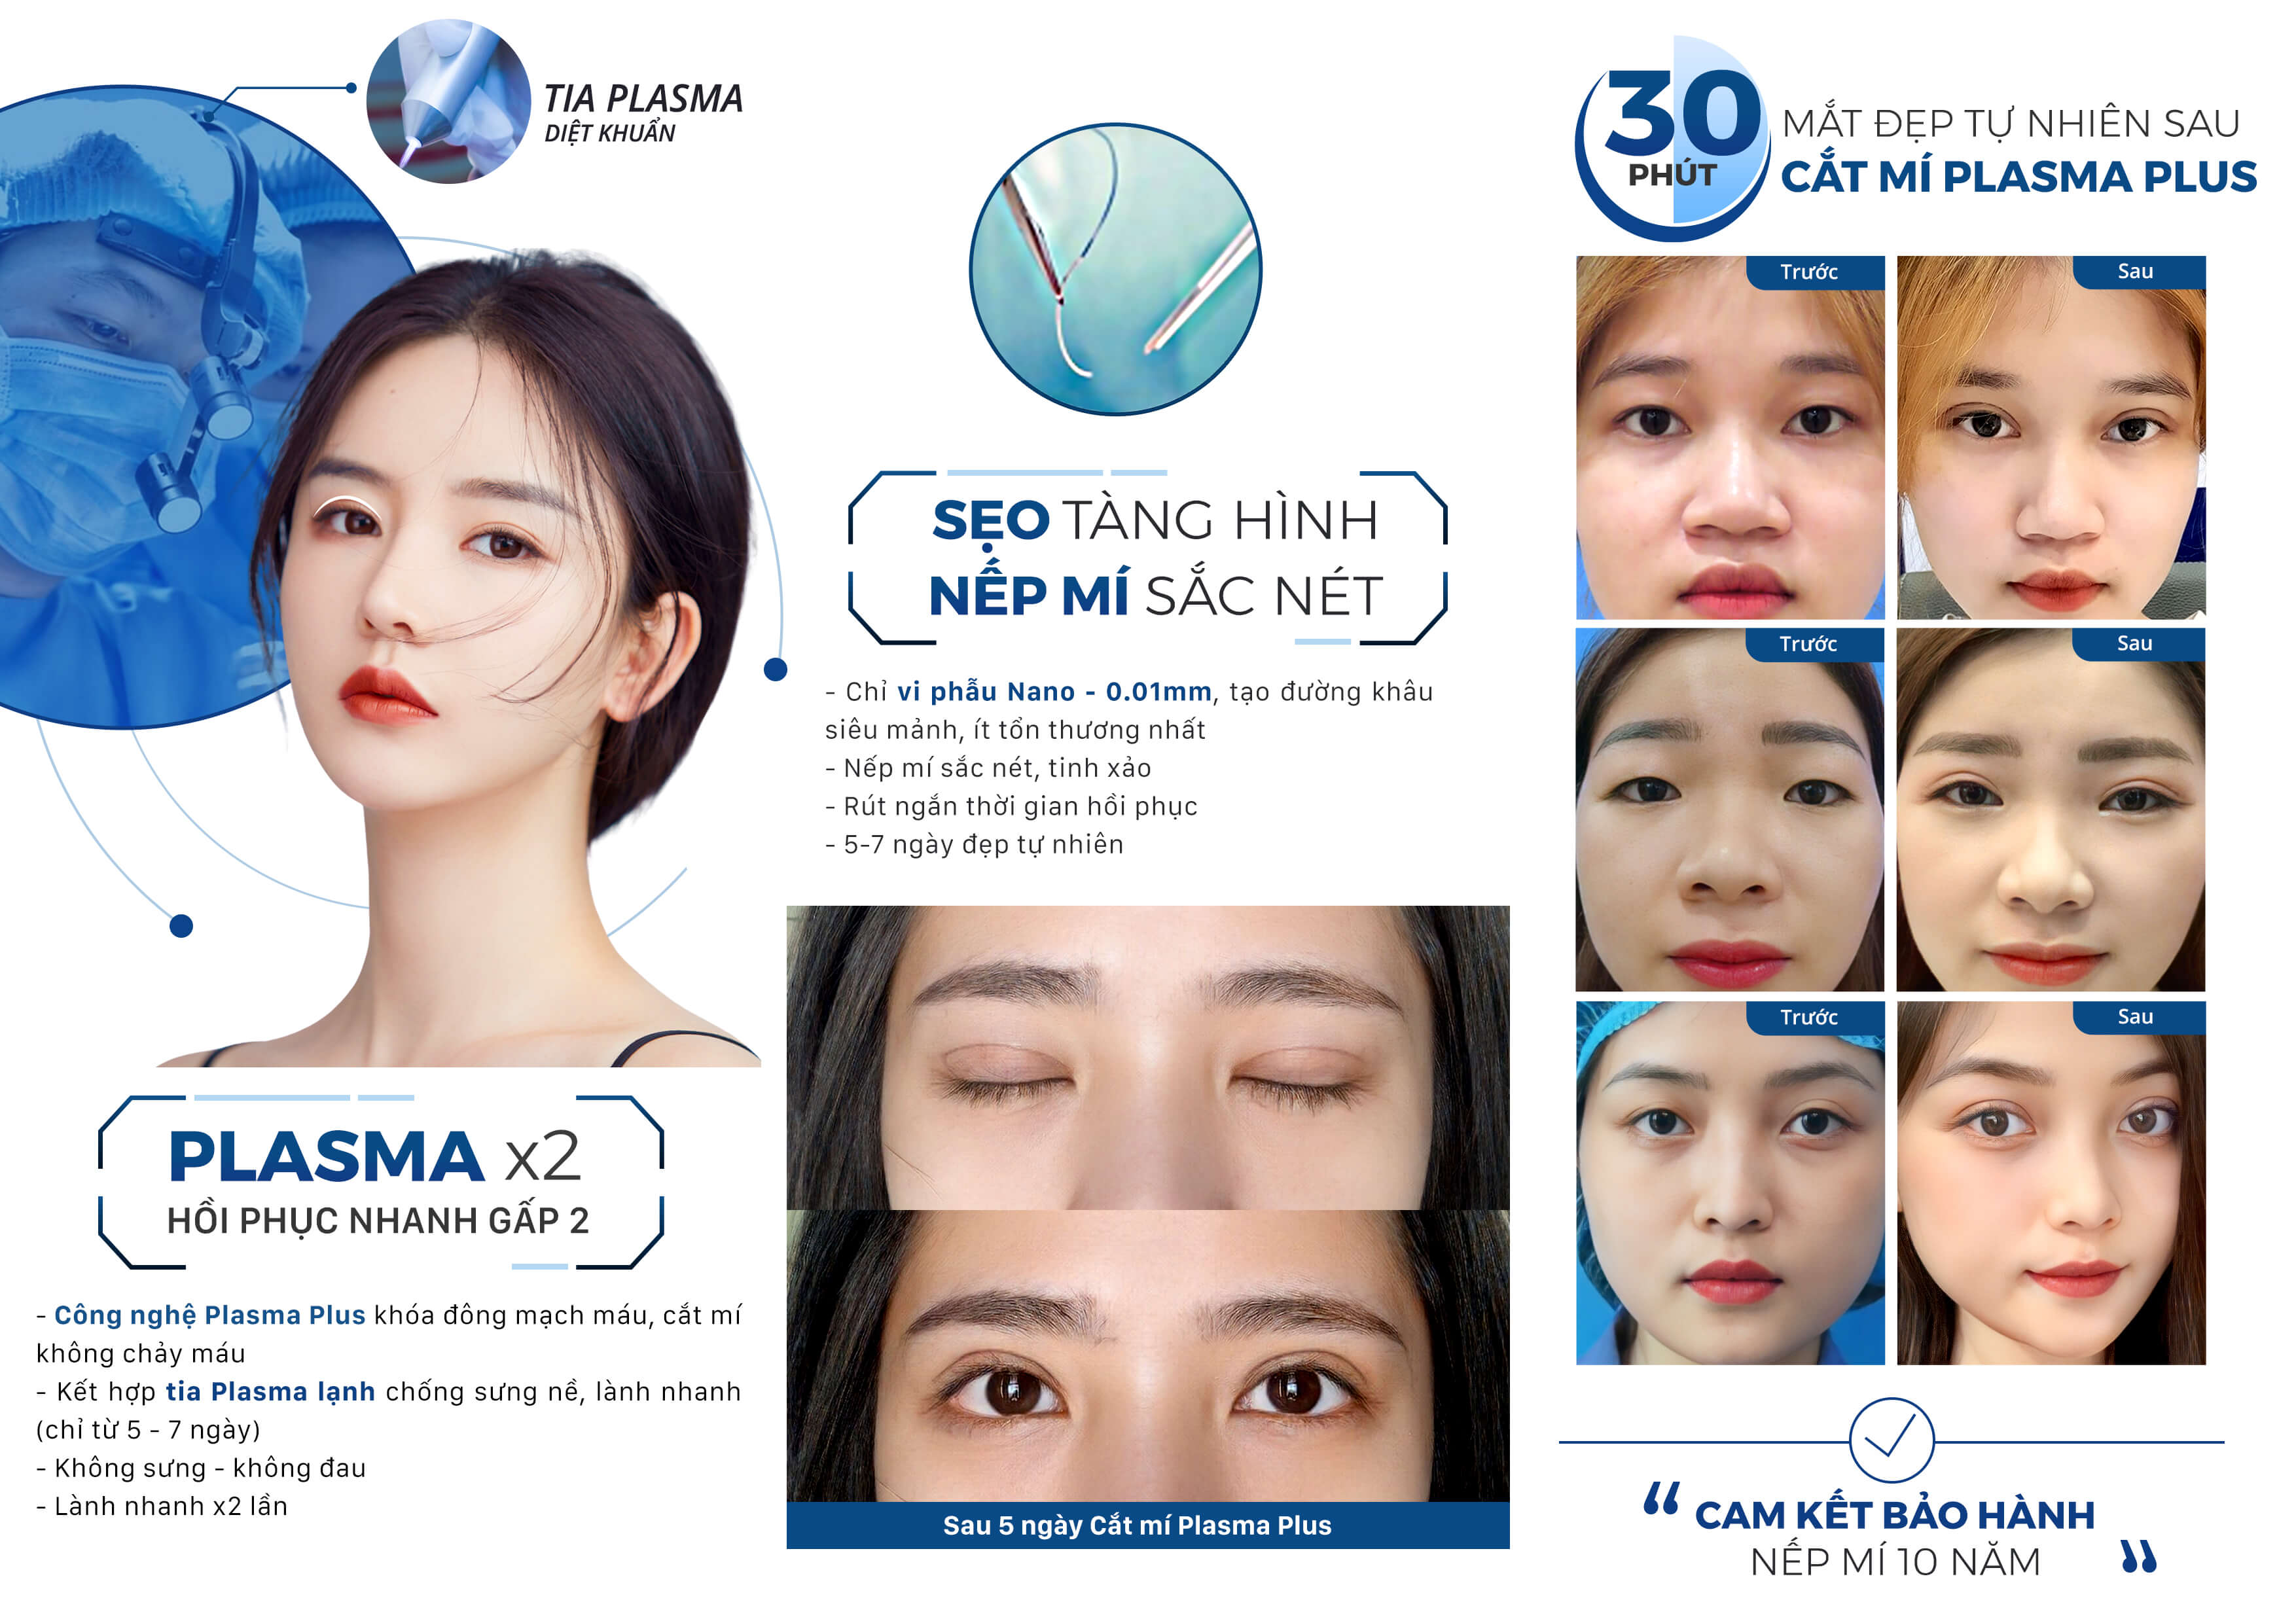 TIA PLASMA
DIỆT KHUẨN
PLASMA x2
HỒI PHỤC NHANH GẤP 2
- Công nghệ Plasma Plus khóa đông mạch máu, cắt mí
không chảy máu
- Kết hợp tia Plasma lạnh chống sưng nề, lành nhanh
(chỉ từ 5 - 7 ngày)
- Không sưng - không đau
- Lành nhanh x2 lần
SẸO TÀNG HÌNH
NẾP MÍ SẮC NÉT
- Chỉ vi phẫu Nano - 0.01mm, tạo đường khâu
siêu mảnh, ít tổn thương nhất
- Nếp mí sắc nét, tinh xảo
- Rút ngắn thời gian hồi phục
- 5-7 ngày đẹp tự nhiên
Sau 5 ngày Cắt mí Plasma Plus
30
PHÚT
MẮT ĐẸP TỰ NHIÊN SAU
CẮT MÍ PLASMA PLUS
Trước
Sau
Trước
Sau
Trước
Sau
“ CAM KẾT BẢO HÀNH
NẾP MÍ 10 NĂM ”